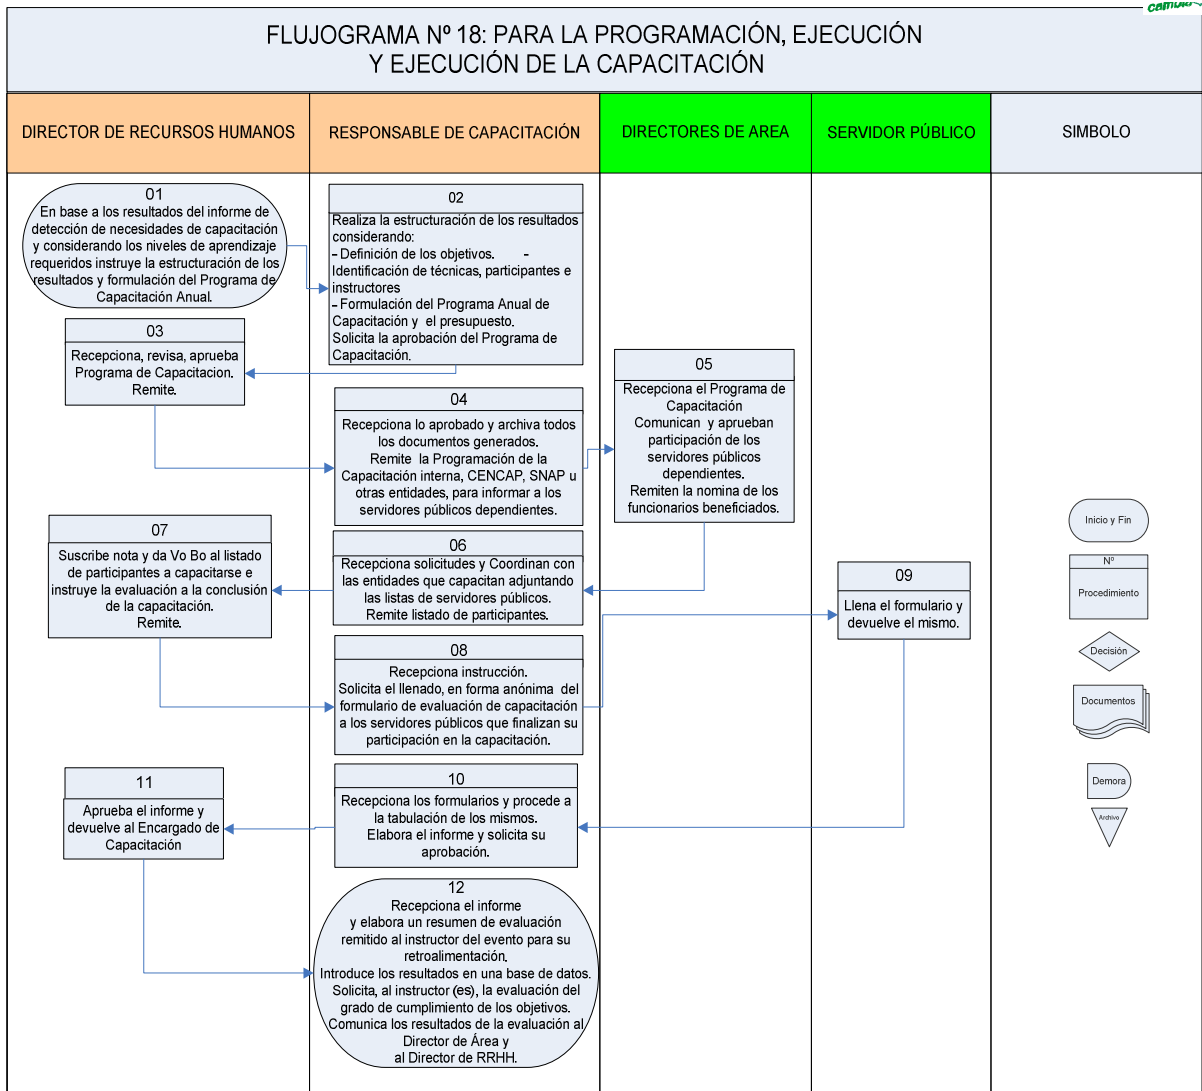 cambia
FLUJOGRAMA Nº 18: PARA LA PROGRAMACIÓN, EJECUCIÓN
Y EJECUCIÓN DE LA CAPACITACIÓN
DIRECTOR DE RECURSOS HUMANOS
RESPONSABLE DE CAPACITACIÓN
DIRECTORES DE AREA
SERVIDOR PÚBLICO
SIMBOLO
01
En base a los resultados del informe de
detección de necesidades de capacitación
y considerando los niveles de aprendizaje
requeridos instruye la estructuración de los
resultados y formulación del Programa de
Capacitación Anual.
02
Realiza la estructuración de los resultados
considerando:
- Definición de los objetivos. -
Identificación de técnicas, participantes e
instructores
- Formulación del Programa Anual de
Capacitación y el presupuesto.
Solicita la aprobación del Programa de
Capacitación.
03
Recepciona, revisa, aprueba
Programa de Capacitacion.
Remite.
04
Recepciona lo aprobado y archiva todos
los documentos generados.
Remite la Programación de la
Capacitación interna, CENCAP, SNAP u
otras entidades, para informar a los
servidores públicos dependientes.
05
Recepciona el Programa de
Capacitación
Comunican y aprueban
participación de los
servidores públicos
dependientes.
Remiten la nomina de los
funcionarios beneficiados.
06
Recepciona solicitudes y Coordinan con
las entidades que capacitan adjuntando
las listas de servidores públicos.
Remite listado de participantes.
07
Suscribe nota y da Vo Bo al listado
de participantes a capacitarse e
instruye la evaluación a la conclusión
de la capacitación.
Remite.
08
Recepciona instrucción.
Solicita el llenado, en forma anónima del
formulario de evaluación de capacitación
a los servidores públicos que finalizan su
participación en la capacitación.
09
Llena el formulario y
devuelve el mismo.
10
Recepciona los formularios y procede a
la tabulación de los mismos.
Elabora el informe y solicita su
aprobación.
11
Aprueba el informe y
devuelve al Encargado de
Capacitación
12
Recepciona el informe
y elabora un resumen de evaluación
remitido al instructor del evento para su
retroalimentación.
Introduce los resultados en una base de datos.
Solicita, al instructor (es), la evaluación del
grado de cumplimiento de los objetivos.
Comunica los resultados de la evaluación al
Director de Área y
al Director de RRHH.
Inicio y Fin
Nº
Procedimiento
Decisión
Documentos
Demora
Archivo